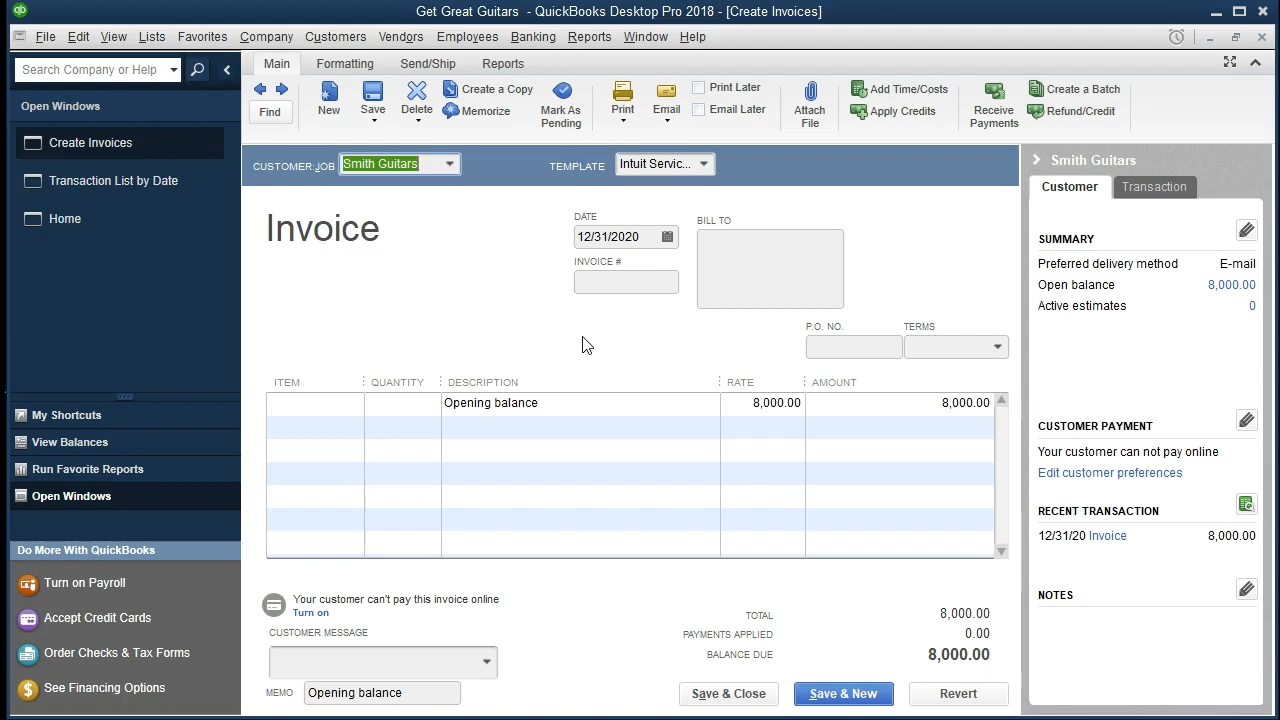 Get Great Guitars - QuickBooks Desktop Pro 2018 - [Create Invoices]
File Edit View Lists Favorites Company Customers Vendors Employees Banking Reports Window Help
Search Company or Help
Main Formatting Send/Ship Reports
Find
New
Save
Delete
Create a Copy
Memorize
Mark As
Pending
Print
Email
Print Later
Email Later
Attach
File
Add Time/Costs
Apply Credits
Receive
Payments
Create a Batch
Refund/Credit
Open Windows
Create Invoices
Transaction List by Date
Home
My Shortcuts
View Balances
Run Favorite Reports
Open Windows
Do More With QuickBooks
Turn on Payroll
Accept Credit Cards
Order Checks & Tax Forms
See Financing Options
CUSTOMER:JOB Smith Guitars
TEMPLATE Intuit Servic...
Invoice
DATE
12/31/2020
INVOICE #
BILL TO
P.O. NO. TERMS
ITEM QUANTITY DESCRIPTION RATE AMOUNT
Opening balance 8,000.00 8,000.00
Your customer can't pay this invoice online
Turn on
CUSTOMER MESSAGE
MEMO Opening balance
TOTAL 8,000.00
PAYMENTS APPLIED 0.00
BALANCE DUE 8,000.00
Save & Close Save & New Revert
Smith Guitars
Customer Transaction
SUMMARY
Preferred delivery method E-mail
Open balance 8,000.00
Active estimates 0
CUSTOMER PAYMENT
Your customer can not pay online
Edit customer preferences
RECENT TRANSACTION
12/31/20 Invoice 8,000.00
NOTES